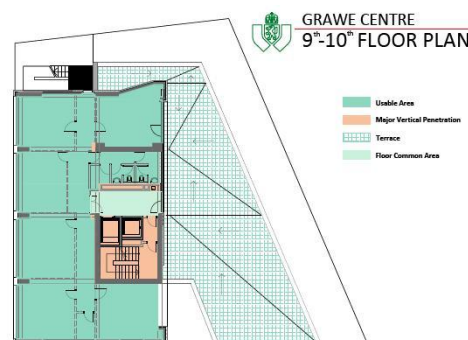 GRAWE CENTRE
9th-10th FLOOR PLAN
Usable Area
Major Vertical Penetration
Terrace
Floor Common Area